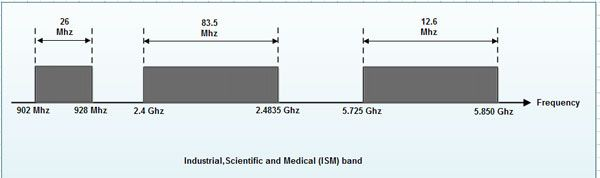 26
Mhz
83.5
Mhz
12.6
Mhz
902 Mhz 928 Mhz 2.4 Ghz 2.4835 Ghz 5.725 Ghz 5.850 Ghz Frequency
Industrial,Scientific and Medical (ISM) band